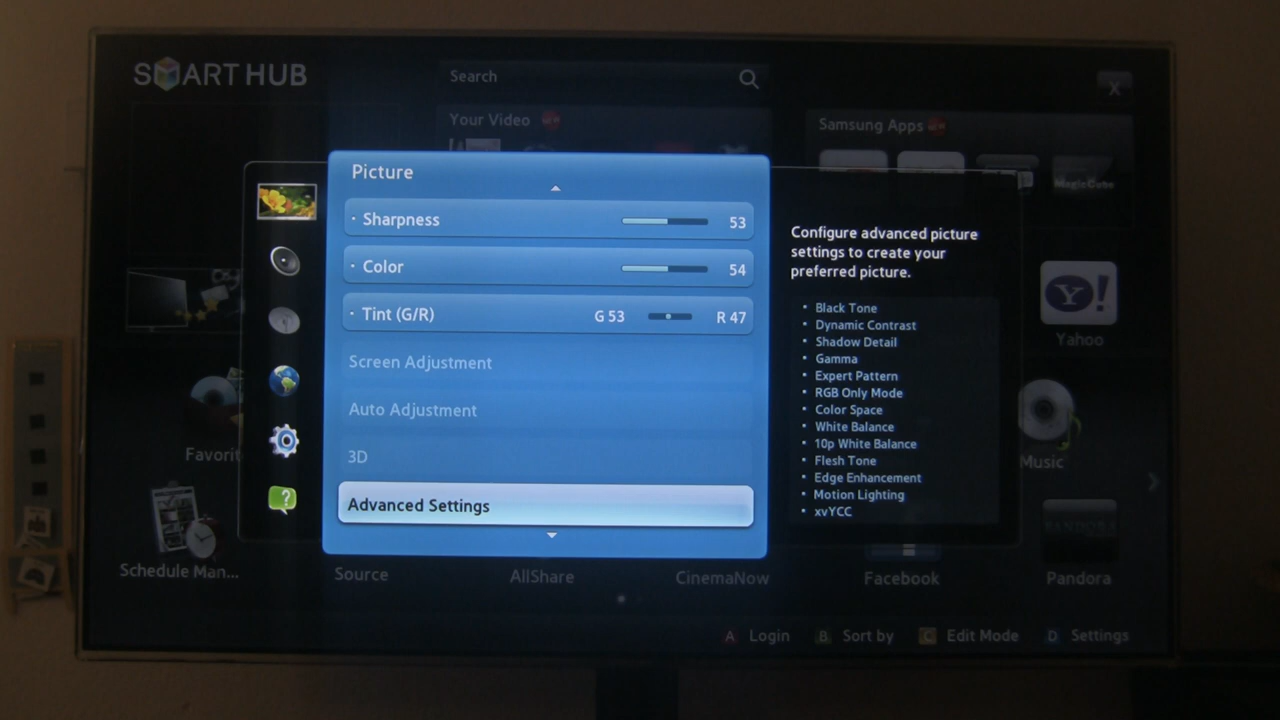 SMART HUB
Search
Your Video
Samsung Apps
MagicCube
Picture
· Sharpness 53
· Color 54
· Tint (G/R) G 53 R 47
Screen Adjustment
Auto Adjustment
3D
Advanced Settings
Configure advanced picture
settings to create your
preferred picture.
· Black Tone
· Dynamic Contrast
· Shadow Detail
· Gamma
· Expert Pattern
· RGB Only Mode
· Color Space
· White Balance
· 10p White Balance
· Flesh Tone
· Edge Enhancement
· Motion Lighting
· xvYCC
Y!
Yahoo
Favorit
Music
?
Schedule Man...
Source
AllShare
CinemaNow
Facebook
PANDORA
Pandora
A Login
B Sort by
C Edit Mode
D Settings
X